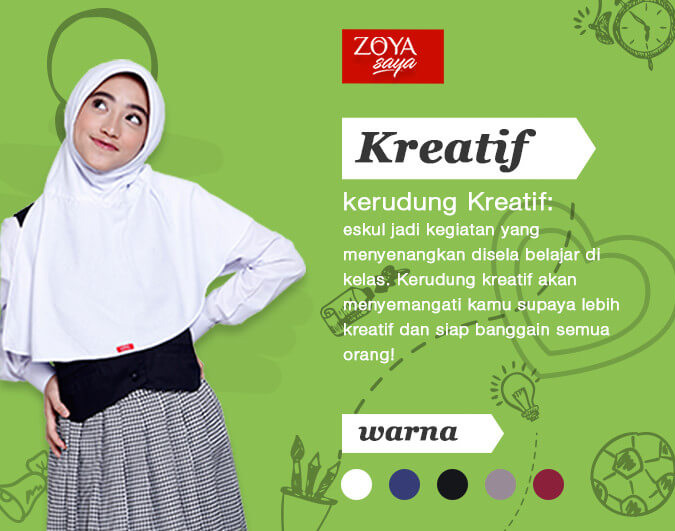 ZOYA
saya
Kreatif
kerudung Kreatif:
eskul jadi kegiatan yang
menyenangkan disela belajar di
kelas. Kerudung kreatif akan
menyemangati kamu supaya lebih
kreatif dan siap banggain semua
orang!
ZOYA
warna